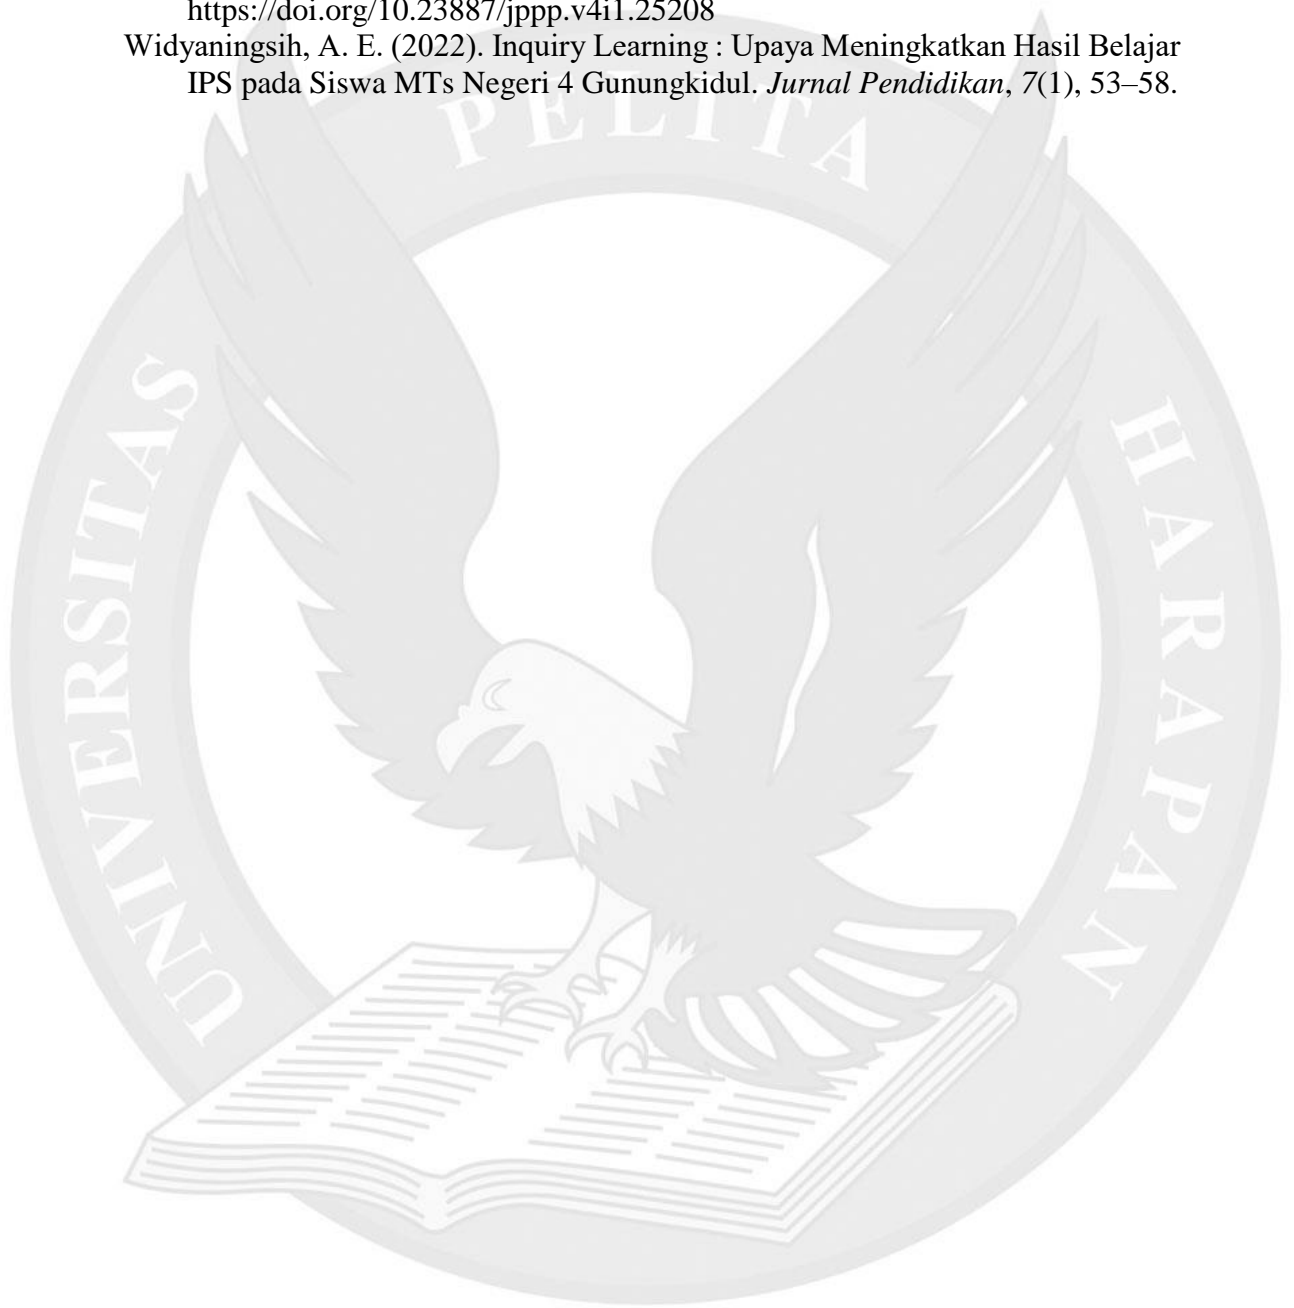 https://doi.org/10.23887/jppp.v4i1.25208
Widyaningsih, A. E. (2022). Inquiry Learning : Upaya Meningkatkan Hasil Belajar
IPS pada Siswa MTs Negeri 4 Gunungkidul. Jurnal Pendidikan, 7(1), 53–58.
UNIVERSITAS PELITA HARAPAN